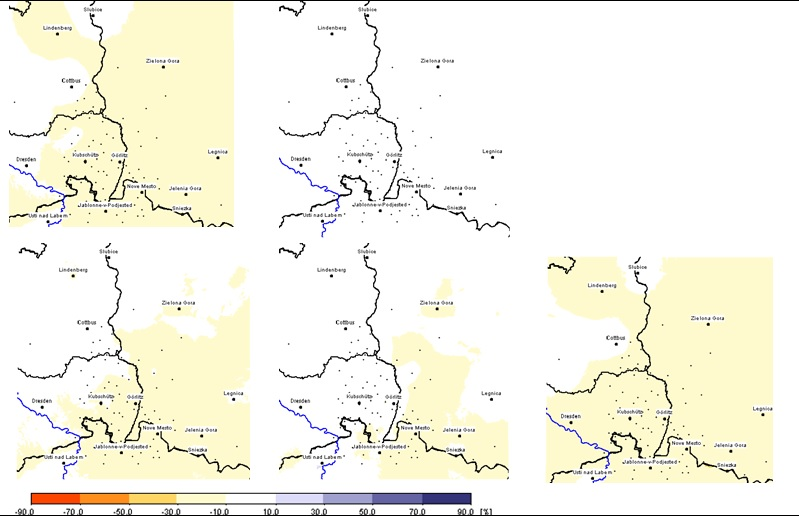 Slubice
Lindenberg
Zielona Gora
Cottbus
Legnica
Dresden
Kubschütz
Görlitz
Nove Mesto
Jelenia Gora
Jablonne-v-Podjested
Sniezka
Usti nad Labem
Slubice
Lindenberg
Zielona Gora
Cottbus
Legnica
Dresden
Kubschütz
Görlitz
Nove Mesto
Jelenia Gora
Jablonne-v-Podjested
Sniezka
Usti nad Labem
Slubice
Lindenberg
Zielona Gora
Cottbus
Legnica
Dresden
Kubschütz
Görlitz
Nove Mesto
Jelenia Gora
Jablonne-v-Podjested
Sniezka
Usti nad Labem
Slubice
Lindenberg
Zielona Gora
Cottbus
Legnica
Dresden
Kubschütz
Görlitz
Nove Mesto
Jelenia Gora
Jablonne-v-Podjested
Sniezka
Usti nad Labem
Slubice
Lindenberg
Zielona Gora
Cottbus
Legnica
Dresden
Kubschütz
Görlitz
Nove Mesto
Jelenia Gora
Jablonne-v-Podjested
Sniezka
Usti nad Labem
-90.0 -70.0 -50.0 -30.0 -10.0 10.0 30.0 50.0 70.0 90.0 [%]